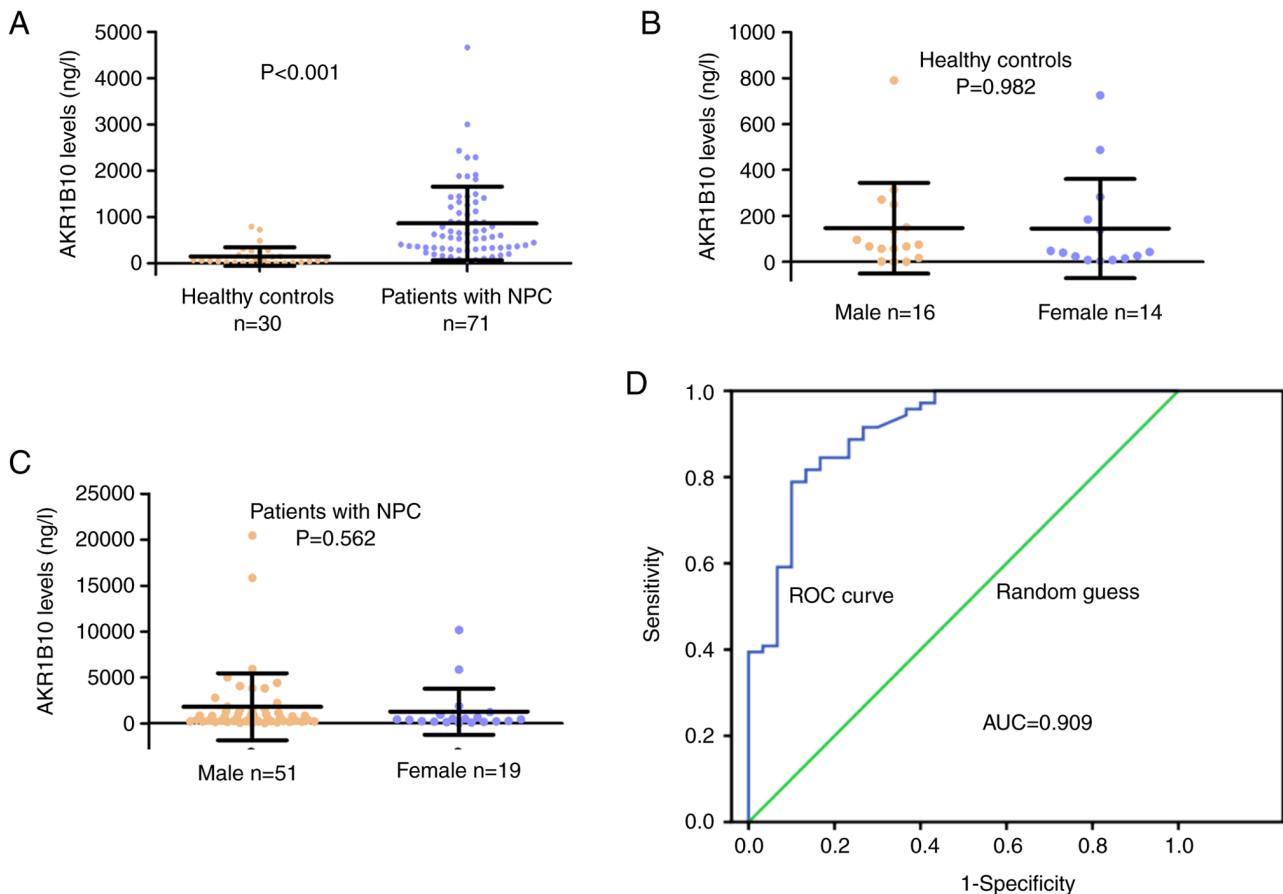 A
AKR1B10 levels (ng/l)
5000
4000
3000
2000
1000
0
P<0.001
Healthy controls
n=30
Patients with NPC
n=71
B
AKR1B10 levels (ng/l)
1000
800
600
400
200
0
Healthy controls
P=0.982
Male n=16
Female n=14
C
AKR1B10 levels (ng/l)
25000
20000
15000
10000
5000
0
Patients with NPC
P=0.562
Male n=51
Female n=19
D
Sensitivity
1.0
0.8
0.6
0.4
0.2
0.0
ROC curve
Random guess
AUC=0.909
0.0
0.2
0.4
0.6
0.8
1.0
1-Specificity